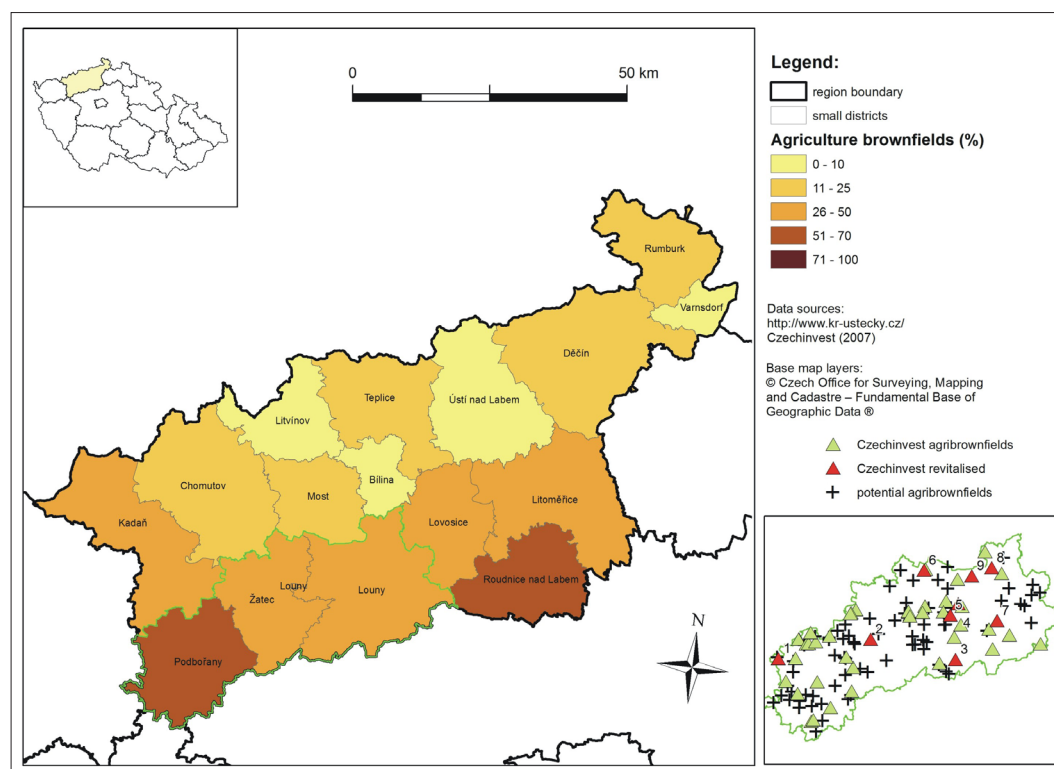 0
50 km
Legend:
region boundary
small districts
Agriculture brownfields (%)
0 - 10
11 - 25
26 - 50
51 - 70
71 - 100
Data sources:
http://www.kr-ustecky.cz/
Czechinvest (2007)
Base map layers:
© Czech Office for Surveying, Mapping
and Cadastre – Fundamental Base of
Geographic Data ®
Czechinvest agribrownfields
Czechinvest revitalised
potential agribrownfields
Rumburk
Varnsdorf
Děčín
Teplice
Ústí nad Labem
Litvínov
Bílina
Chomutov
Most
Litoměřice
Lovosice
Kadaň
Roudnice nad Labem
Louny
Louny
Žatec
Podbořany
N
6
8
9
5
7
4
2
3
1